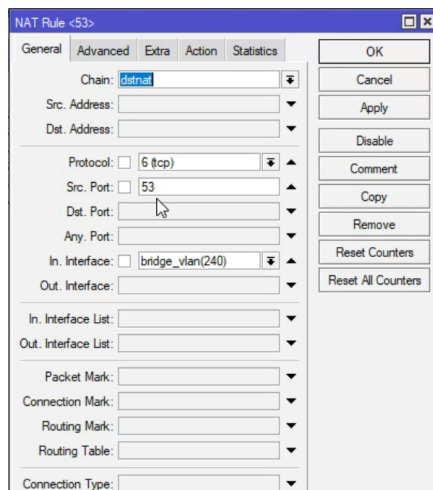 NAT Rule <53>
General Advanced Extra Action Statistics
OK
Chain: dstnat
Cancel
Src. Address:
Apply
Dst. Address:
Disable
Protocol: 6 (tcp)
Comment
Src. Port: 53
Copy
Dst. Port:
Remove
Any. Port:
Reset Counters
In. Interface: bridge_vlan(240)
Reset All Counters
Out. Interface:
In. Interface List:
Out. Interface List:
Packet Mark:
Connection Mark:
Routing Mark:
Routing Table:
Connection Type: